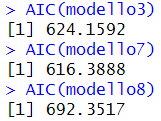 > AIC(modello3)
[1] 624.1592
> AIC(modello7)
[1] 616.3888
> AIC(modello8)
[1] 692.3517